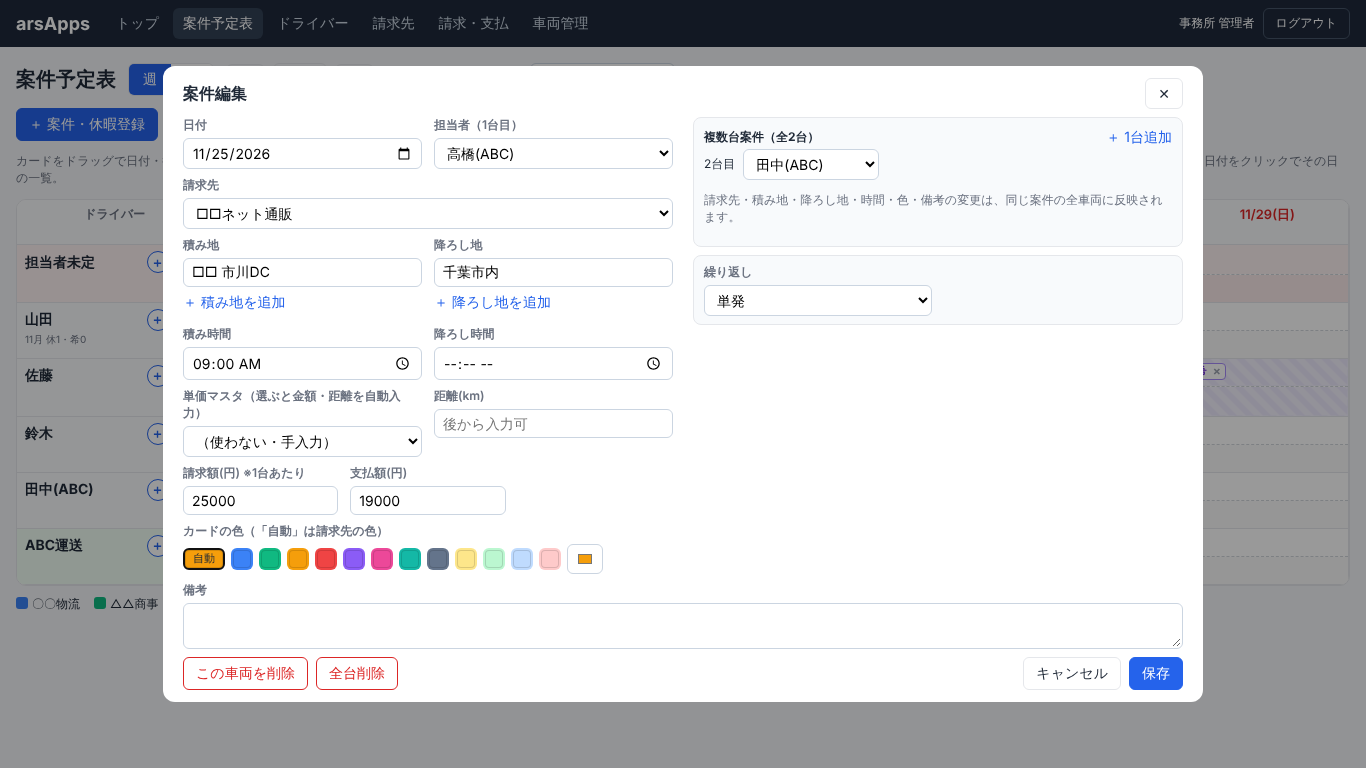 arsApps トップ 案件予定表 ドライバー 請求先 請求・支払 車両管理 事務所 管理者 ログアウト
案件予定表 週
＋ 案件・休暇登録
カードをドラッグで日付・
の一覧。
日付をクリックでその日
ドライバー
11/29(日)
担当者未定 +
山田 +
11月 休1・希0
佐藤 +
×
鈴木 +
田中(ABC) +
ABC運送 +
〇〇物流 △△商事
案件編集 ×
日付
11/25/2026
担当者（1台目）
高橋(ABC)
請求先
□□ネット通販
積み地
□□ 市川DC
＋ 積み地を追加
降ろし地
千葉市内
＋ 降ろし地を追加
積み時間
09:00 AM
降ろし時間
--:-- --
単価マスタ（選ぶと金額・距離を自動入
力）
（使わない・手入力）
距離(km)
後から入力可
請求額(円) ※1台あたり
25000
支払額(円)
19000
カードの色（「自動」は請求先の色）
自動
複数台案件（全2台） ＋ 1台追加
2台目 田中(ABC)
請求先・積み地・降ろし地・時間・色・備考の変更は、同じ案件の全車両に反映され
ます。
繰り返し
単発
備考
この車両を削除 全台削除 キャンセル 保存